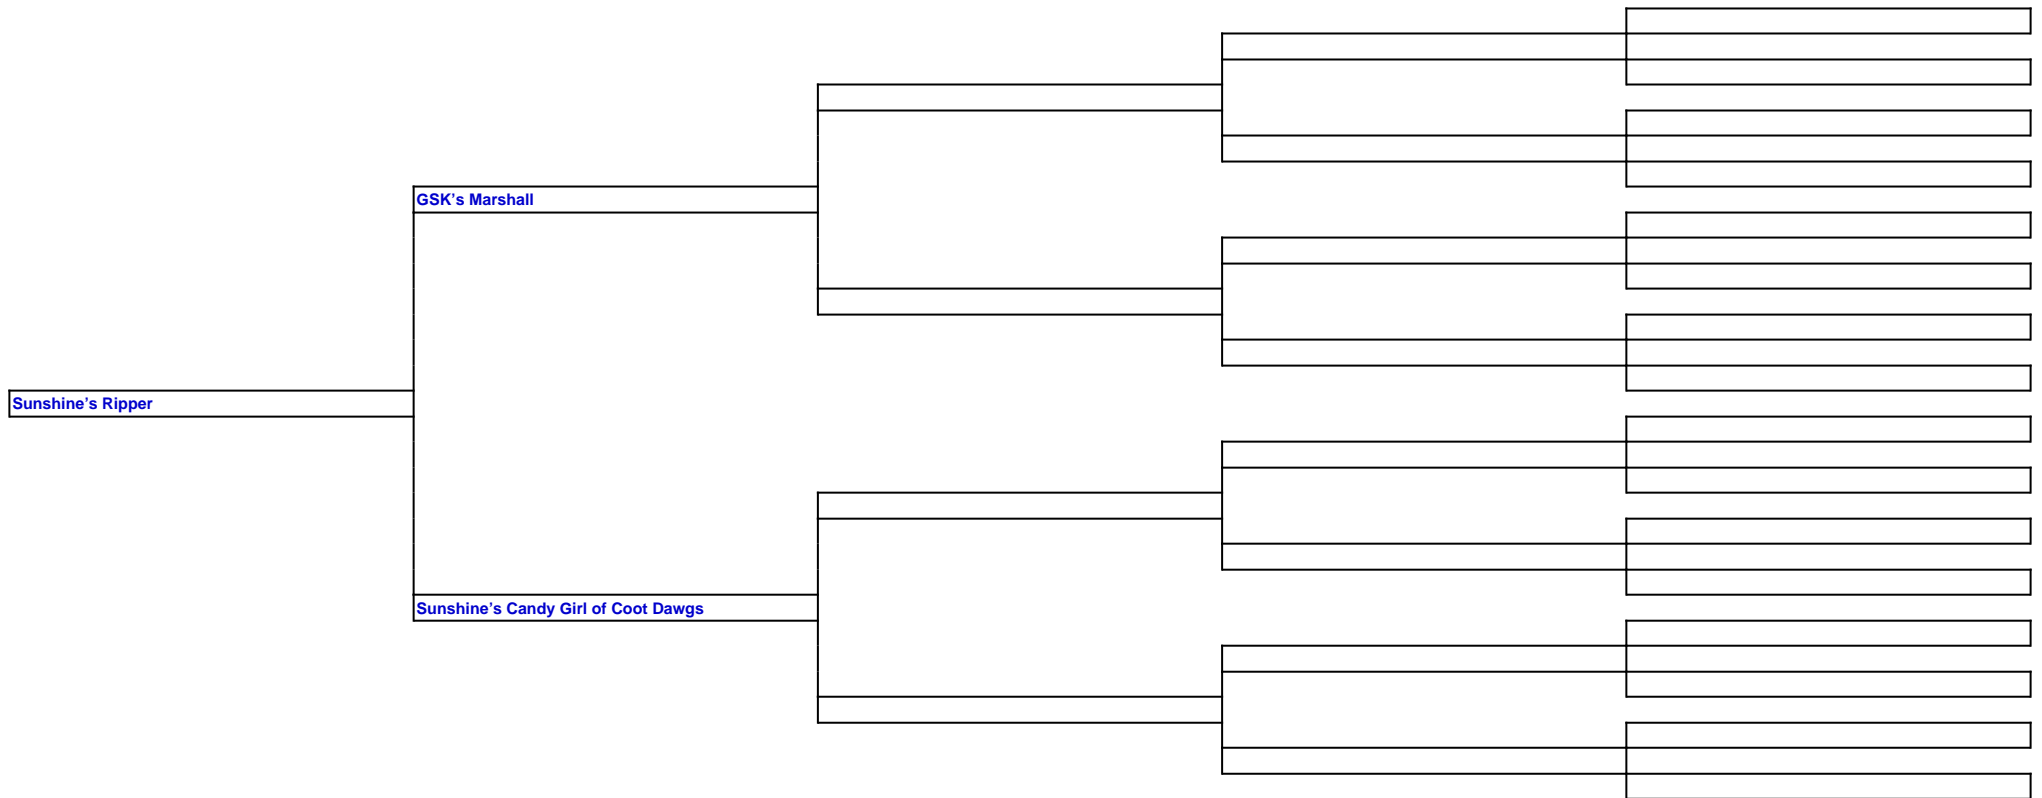 GSK’s Marshall
Sunshine’s Ripper
Sunshine’s Candy Girl of Coot Dawgs